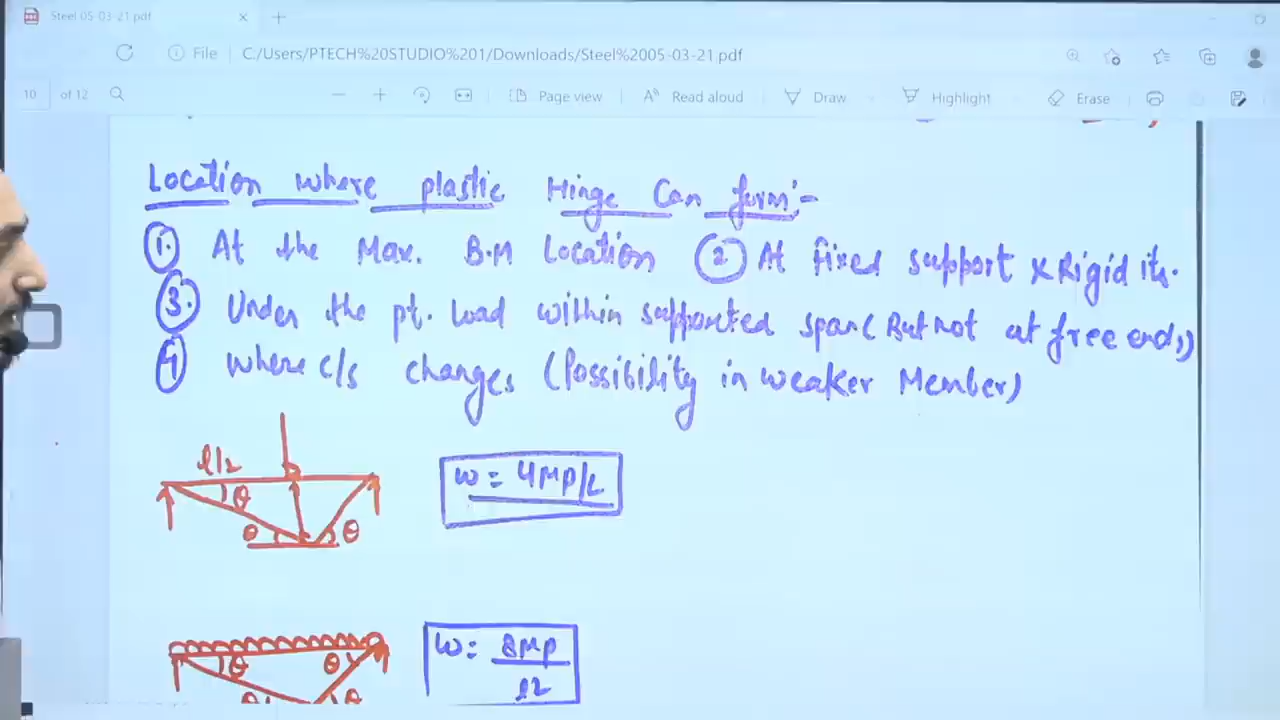 Steel 05-03-21.pdf
File C:/Users/PTECH%20STUDIO%201/Downloads/Steel%2005-03-21.pdf
10 of 12 Page view Read aloud Draw Highlight Erase
Location where plastic Hinge Can form:-
1. At the Max. B.M Location 2 At fixed support & Rigid jts.
3. Under the pt. load within supported span (But not at free end,)
4 where c/s changes (Possibility in weaker Member)
l/2
θ
θ θ
w = 4Mp/L
θ θ
θ θ
w = 8Mp
l2